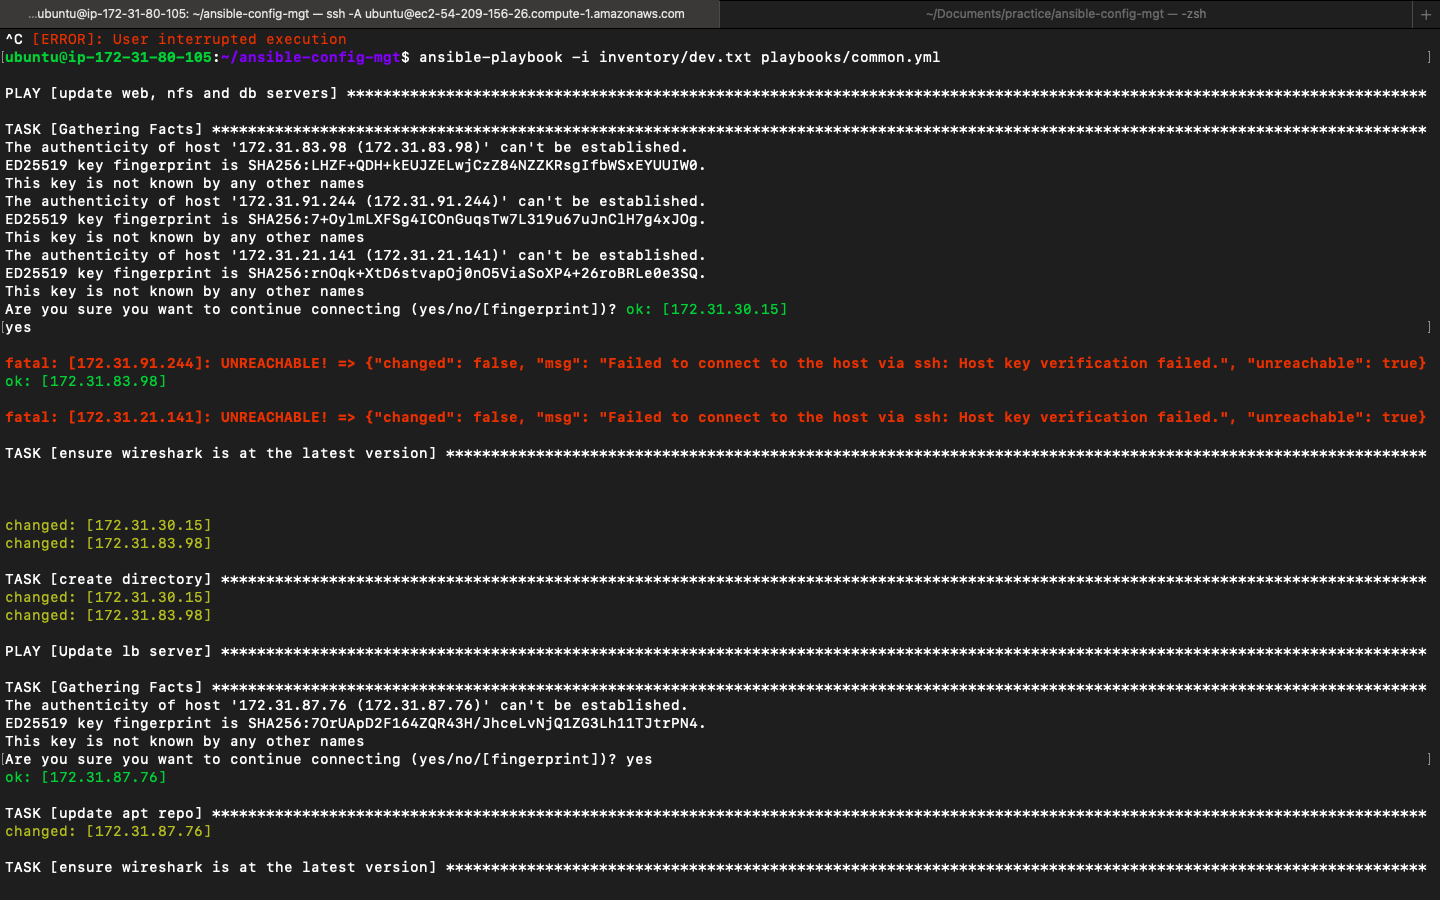 ...ubuntu@ip-172-31-80-105: ~/ansible-config-mgt — ssh -A ubuntu@ec2-54-209-156-26.compute-1.amazonaws.com
~/Documents/practice/ansible-config-mgt — -zsh
+
^C [ERROR]: User interrupted execution
[ubuntu@ip-172-31-80-105:~/ansible-config-mgt$ ansible-playbook -i inventory/dev.txt playbooks/common.yml ]
PLAY [update web, nfs and db servers] ************************************************************************************************************************
TASK [Gathering Facts] ***************************************************************************************************************************************
The authenticity of host '172.31.83.98 (172.31.83.98)' can't be established.
ED25519 key fingerprint is SHA256:LHZF+QDH+kEUJZELwjCzZ84NZZKRsgIfbWSxEYUUIW0.
This key is not known by any other names
The authenticity of host '172.31.91.244 (172.31.91.244)' can't be established.
ED25519 key fingerprint is SHA256:7+OylmLXFSg4ICOnGuqsTw7L319u67uJnClH7g4xJOg.
This key is not known by any other names
The authenticity of host '172.31.21.141 (172.31.21.141)' can't be established.
ED25519 key fingerprint is SHA256:rnOqk+XtD6stvapOj0nO5ViaSoXP4+26roBRLe0e3SQ.
This key is not known by any other names
Are you sure you want to continue connecting (yes/no/[fingerprint])? ok: [172.31.30.15]
[yes ]
fatal: [172.31.91.244]: UNREACHABLE! => {"changed": false, "msg": "Failed to connect to the host via ssh: Host key verification failed.", "unreachable": true}
ok: [172.31.83.98]
fatal: [172.31.21.141]: UNREACHABLE! => {"changed": false, "msg": "Failed to connect to the host via ssh: Host key verification failed.", "unreachable": true}
TASK [ensure wireshark is at the latest version] *************************************************************************************************************
changed: [172.31.30.15]
changed: [172.31.83.98]
TASK [create directory] **************************************************************************************************************************************
changed: [172.31.30.15]
changed: [172.31.83.98]
PLAY [Update lb server] **************************************************************************************************************************************
TASK [Gathering Facts] ***************************************************************************************************************************************
The authenticity of host '172.31.87.76 (172.31.87.76)' can't be established.
ED25519 key fingerprint is SHA256:7OrUApD2F164ZQR43H/JhceLvNjQ1ZG3Lh11TJtrPN4.
This key is not known by any other names
[Are you sure you want to continue connecting (yes/no/[fingerprint])? yes ]
ok: [172.31.87.76]
TASK [update apt repo] ***************************************************************************************************************************************
changed: [172.31.87.76]
TASK [ensure wireshark is at the latest version] *************************************************************************************************************